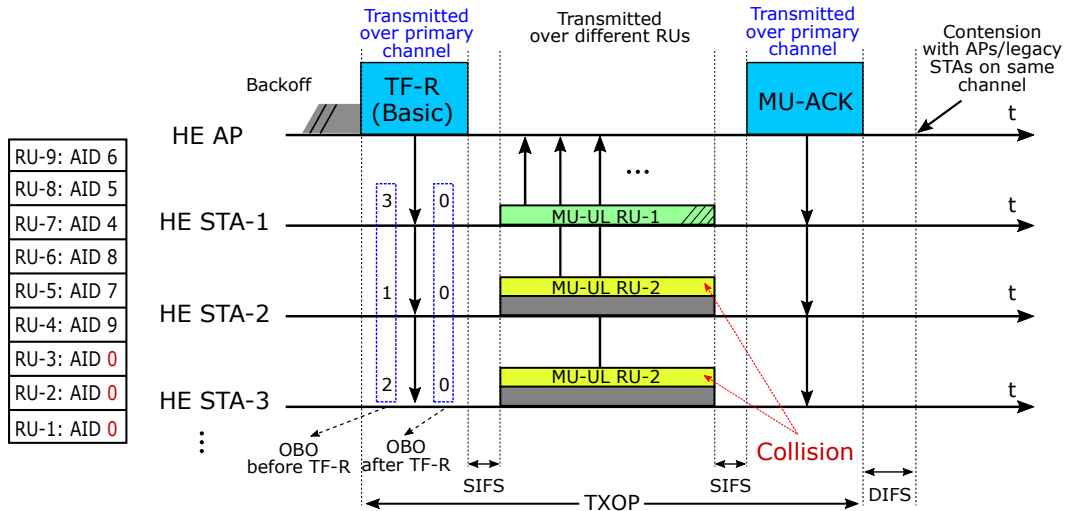 Transmitted
over primary
channel
Transmitted
over different RUs
Transmitted
over primary
channel
Contension
with APs/legacy
STAs on same
channel
Backoff
TF-R
(Basic)
MU-ACK
HE AP
t
RU-9: AID 6
RU-8: AID 5
RU-7: AID 4
RU-6: AID 8
RU-5: AID 7
RU-4: AID 9
RU-3: AID 0
RU-2: AID 0
RU-1: AID 0
...
HE STA-1
3
0
MU-UL RU-1
t
HE STA-2
1
0
MU-UL RU-2
t
HE STA-3
2
0
MU-UL RU-2
t
...
OBO
before TF-R
OBO
after TF-R
Collision
SIFS
SIFS
DIFS
TXOP